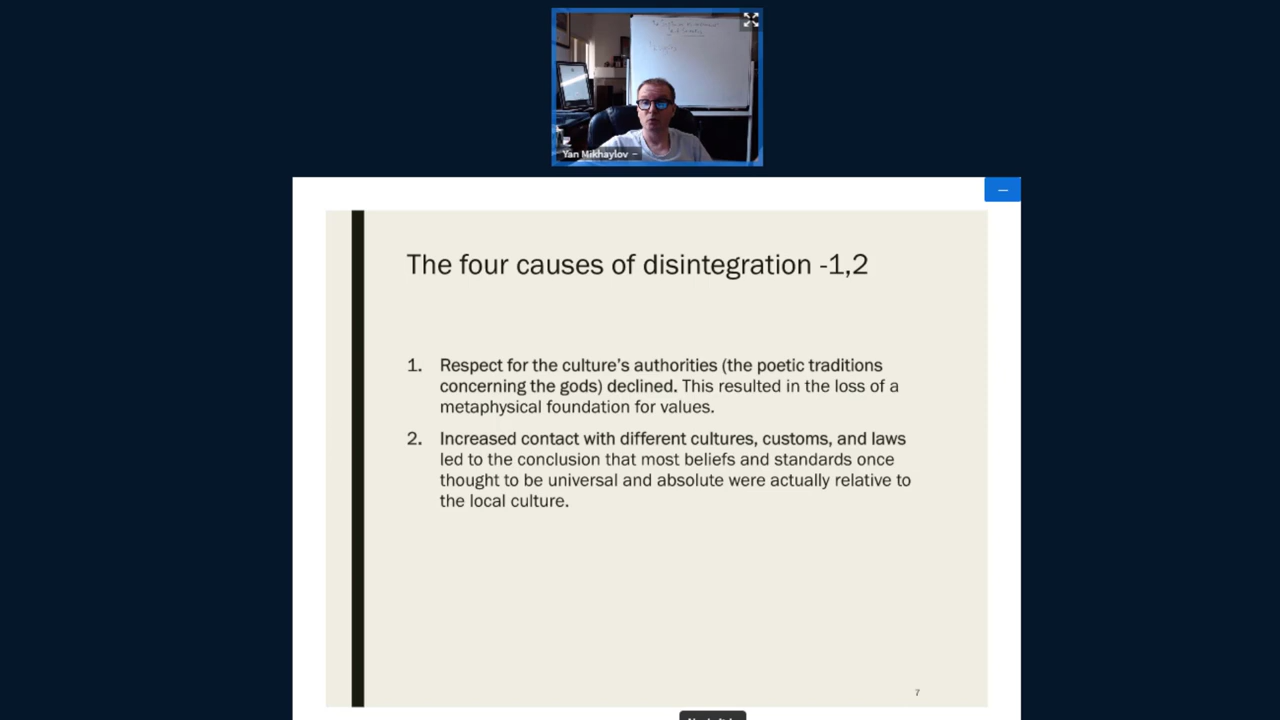 Yan Mikhaylov
The four causes of disintegration -1,2
1. Respect for the culture's authorities (the poetic traditions
concerning the gods) declined. This resulted in the loss of a
metaphysical foundation for values.
2. Increased contact with different cultures, customs, and laws
led to the conclusion that most beliefs and standards once
thought to be universal and absolute were actually relative to
the local culture.
7